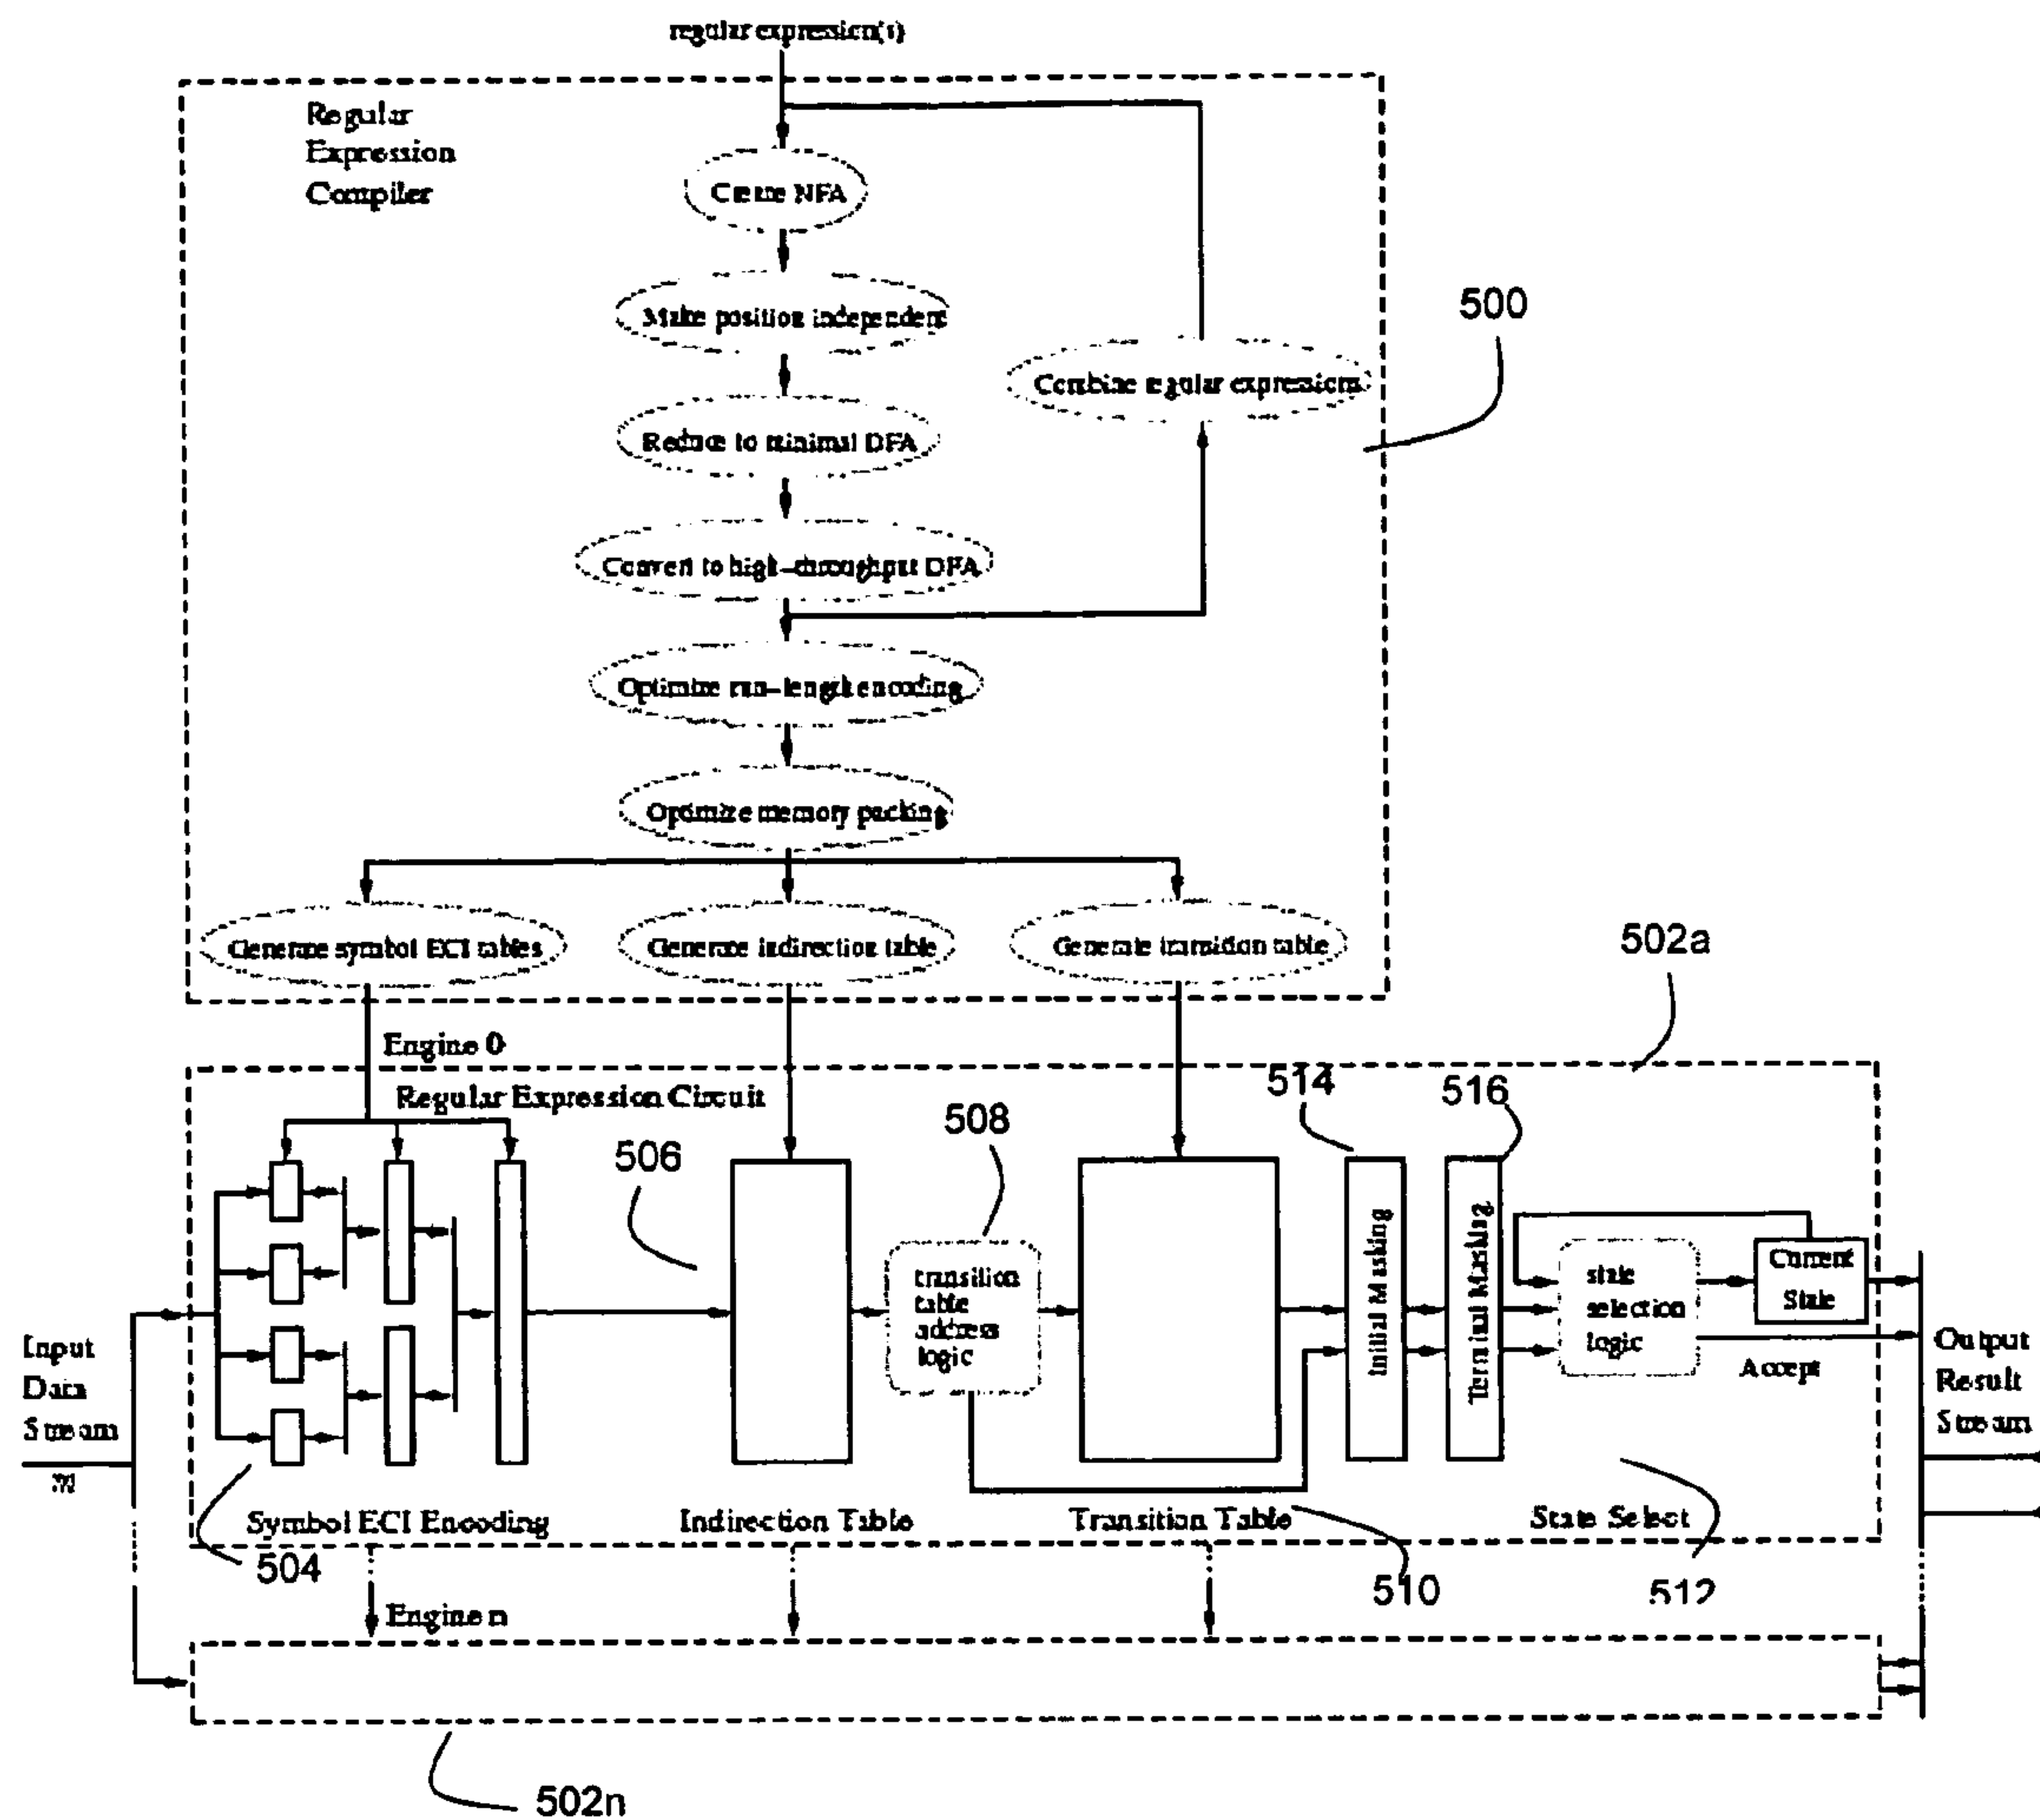 regular expression(s)
Regular
Expression
Compiler
Create NFA
Make position independent
500
Combine regular expressions
Reduce to minimal DFA
Convert to high-throughput DFA
Optimize run-length encoding
Optimize memory packing
Generate symbol ECI tables
Generate indirection table
Generate transition table
502a
Engine 0
Regular Expression Circuit
514
516
508
506
transition
table
address
logic
Initial Masking
Terminal Masking
state
selection
logic
Current
State
Accept
Input
Data
Stream
m
Output
Result
Stream
Symbol ECI Encoding
Indirection Table
Transition Table
State Select
504
510
512
Engine n
502n